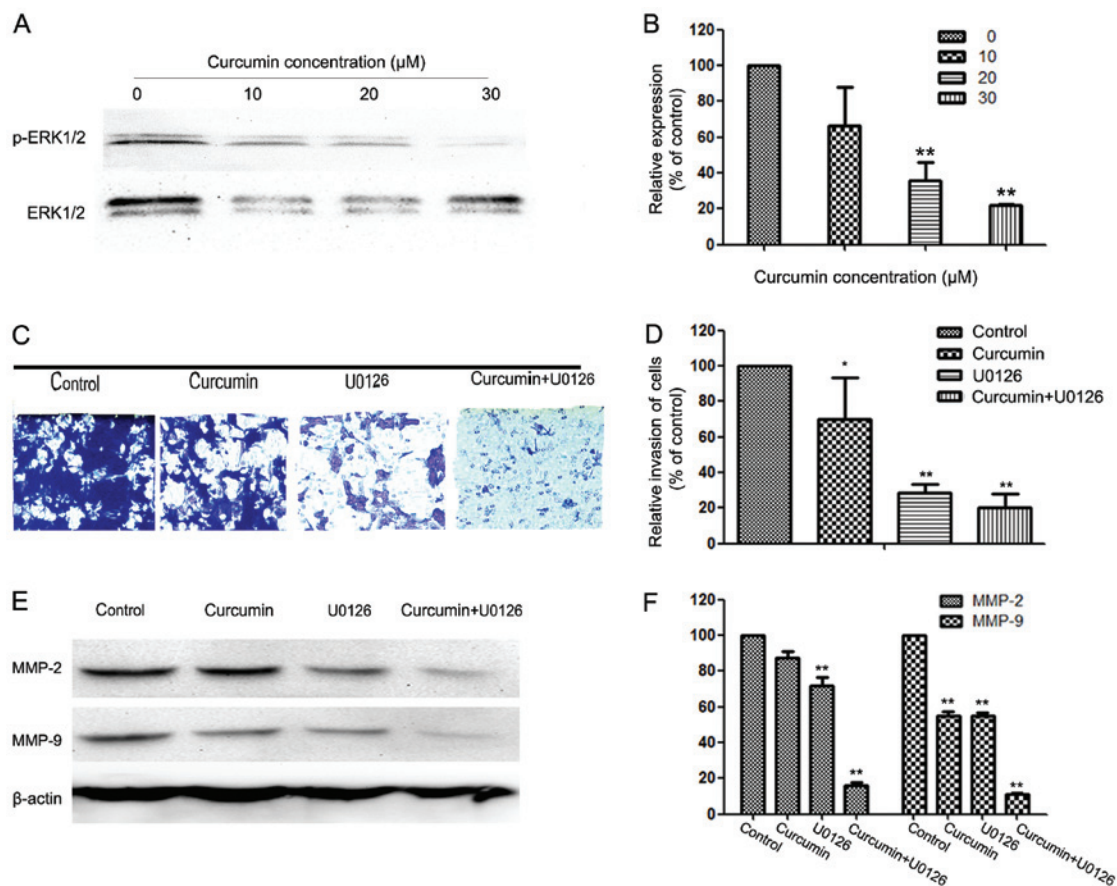 A
Curcumin concentration (µM)
0 10 20 30
p-ERK1/2
ERK1/2
B
Relative expression
(% of control)
120
100
80
60
40
20
0
0
10
20
30
**
**
Curcumin concentration (µM)
C
Control Curcumin U0126 Curcumin+U0126
D
Relative invasion of cells
(% of control)
120
100
80
60
40
20
0
Control
Curcumin
U0126
Curcumin+U0126
*
**
**
E
Control Curcumin U0126 Curcumin+U0126
MMP-2
MMP-9
β-actin
F
120
100
80
60
40
20
0
MMP-2
MMP-9
**
**
**
**
**
Control
Curcumin
U0126
Curcumin+U0126
Control
Curcumin
U0126
Curcumin+U0126